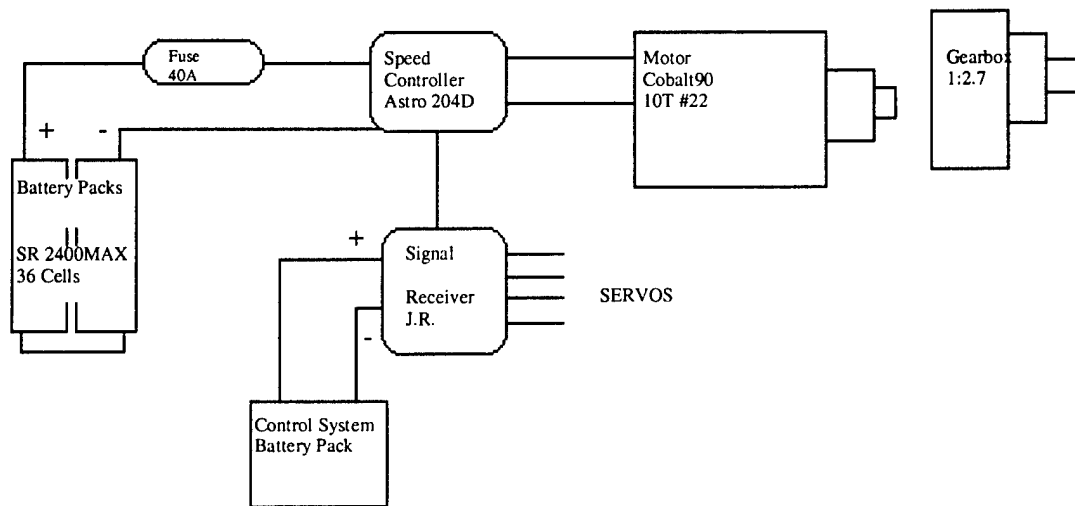 Fuse
40A
Speed
Controller
Astro 204D
Motor
Cobalt90
10T #22
Gearbox
1:2.7
+ -
Battery Packs
SR 2400MAX
36 Cells
+
Signal
Receiver
J.R.
-
SERVOS
Control System
Battery Pack